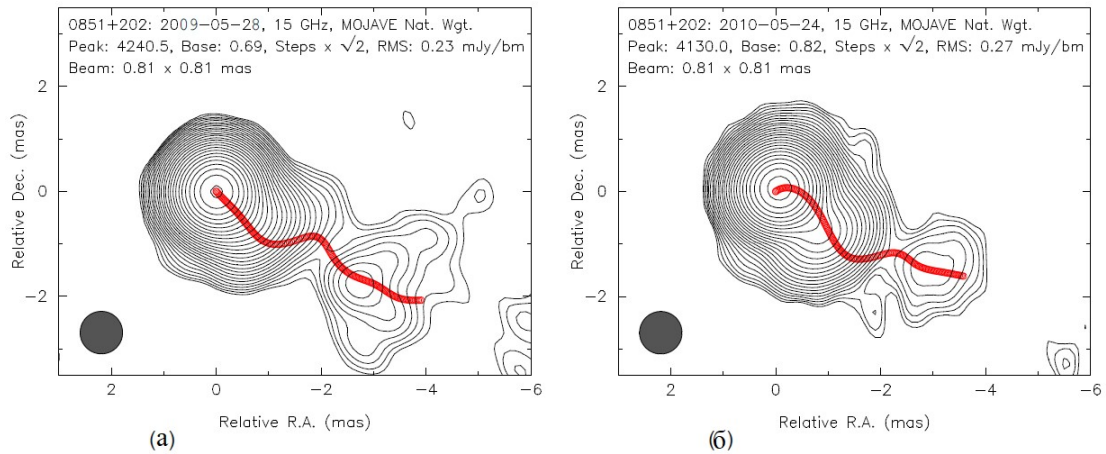 0851+202: 2009-05-28, 15 GHz, MOJAVE Nat. Wgt.
Peak: 4240.5, Base: 0.69, Steps x √2, RMS: 0.23 mJy/bm
Beam: 0.81 x 0.81 mas
2
0
−2
Relative Dec. (mas)
2 0 −2 −4 −6
Relative R.A. (mas)
(а)
0851+202: 2010-05-24, 15 GHz, MOJAVE Nat. Wgt.
Peak: 4130.0, Base: 0.82, Steps x √2, RMS: 0.27 mJy/bm
Beam: 0.81 x 0.81 mas
2
0
−2
Relative Dec. (mas)
2 0 −2 −4 −6
Relative R.A. (mas)
(б)